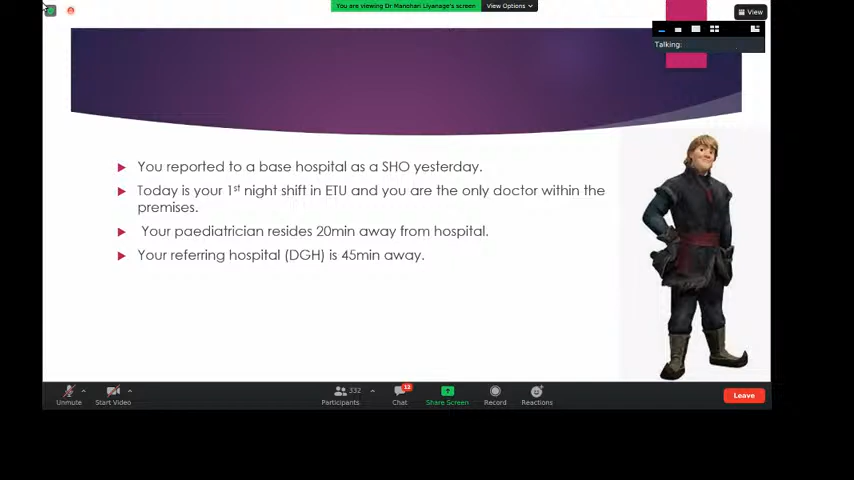 You are viewing Dr Manohari Liyanage's screen
View Options
View
Talking:
You reported to a base hospital as a SHO yesterday.
Today is your 1st night shift in ETU and you are the only doctor within the
premises.
Your paediatrician resides 20min away from hospital.
Your referring hospital (DGH) is 45min away.
Unmute
Start Video
332
Participants
12
Chat
Share Screen
Record
Reactions
Leave